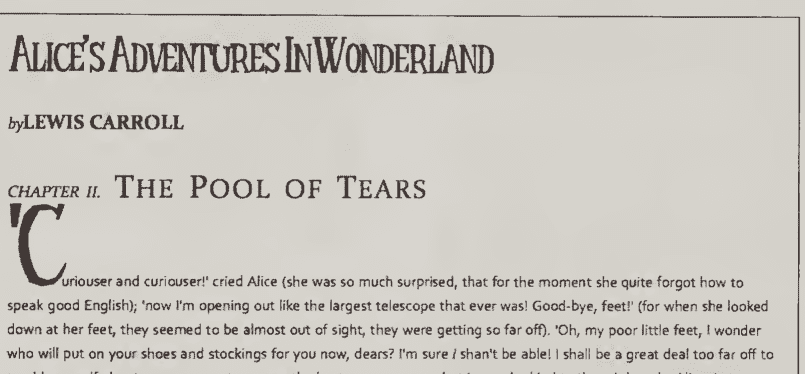 ALICE'S ADVENTURES IN WONDERLAND
by LEWIS CARROLL
CHAPTER II. THE POOL OF TEARS
'Curiouser and curiouser!' cried Alice (she was so much surprised, that for the moment she quite forgot how to
speak good English); 'now I'm opening out like the largest telescope that ever was! Good-bye, feet!' (for when she looked
down at her feet, they seemed to be almost out of sight, they were getting so far off). 'Oh, my poor little feet, I wonder
who will put on your shoes and stockings for you now, dears? I'm sure I shan't be able! I shall be a great deal too far off to